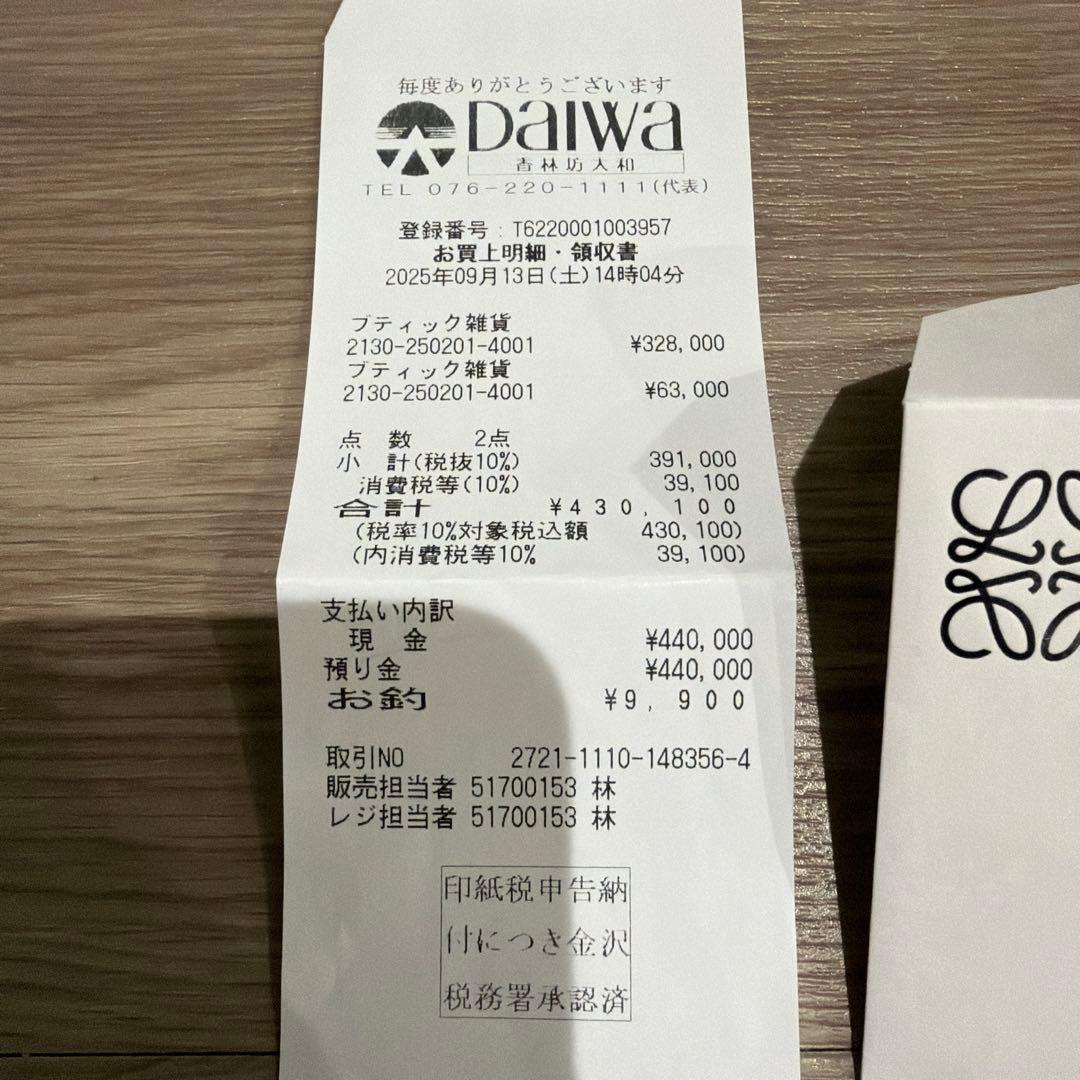 毎度ありがとうございます
Daiwa
香林坊大和
TEL 076-220-1111(代表)
登録番号:T6220001003957
お買上明細・領収書
2025年09月13日(土)14時04分
ブティック雑貨
2130-250201-4001 ¥328,000
ブティック雑貨
2130-250201-4001 ¥63,000
点 数 2点
小 計(税抜10%) 391,000
消費税等(10%) 39,100
合計 ¥430,100
(税率10%対象税込額 430,100)
(内消費税等10% 39,100)
支払い内訳
現 金 ¥440,000
預り金 ¥440,000
お釣 ¥9,900
取引NO 2721-1110-148356-4
販売担当者 51700153 林
レジ担当者 51700153 林
印紙税申告納
付につき金沢
税務署承認済